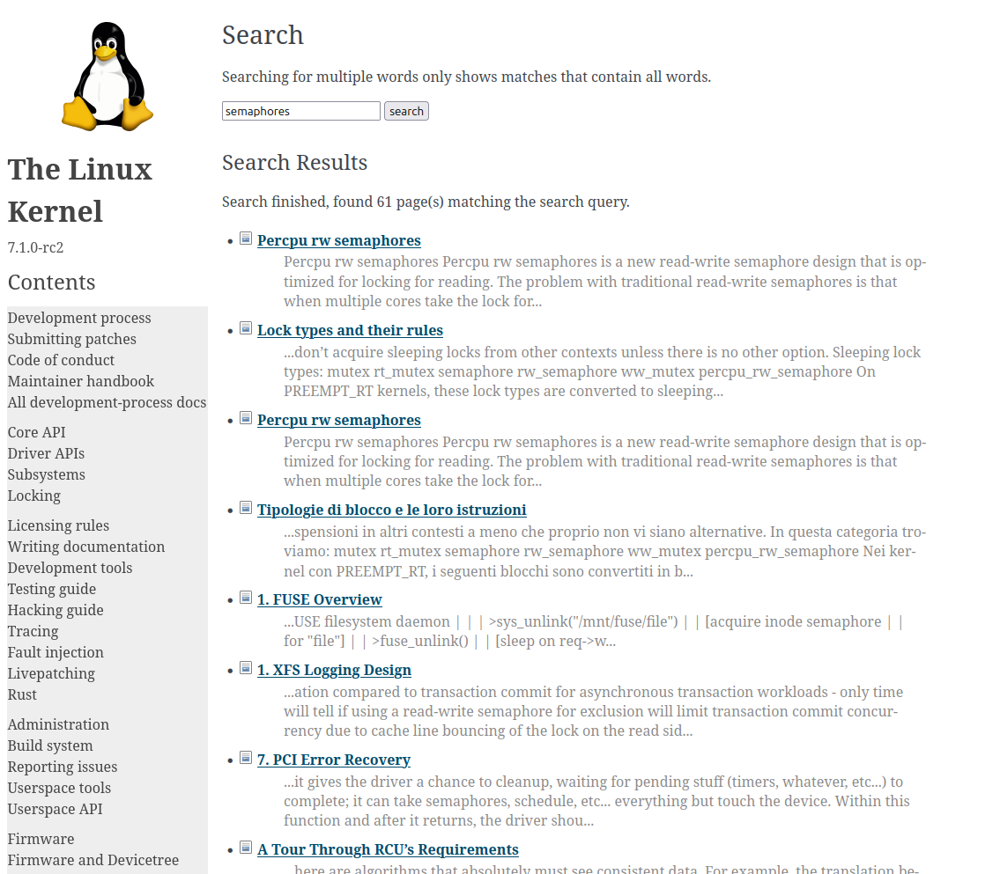 The Linux
Kernel
7.1.0-rc2
Contents
Development process
Submitting patches
Code of conduct
Maintainer handbook
All development-process docs
Core API
Driver APIs
Subsystems
Locking
Licensing rules
Writing documentation
Development tools
Testing guide
Hacking guide
Tracing
Fault injection
Livepatching
Rust
Administration
Build system
Reporting issues
Userspace tools
Userspace API
Firmware
Firmware and Devicetree
Search
Searching for multiple words only shows matches that contain all words.
semaphores search
Search Results
Search finished, found 61 page(s) matching the search query.
Percpu rw semaphores
Percpu rw semaphores Percpu rw semaphores is a new read-write semaphore design that is op-
timized for locking for reading. The problem with traditional read-write semaphores is that
when multiple cores take the lock for...
Lock types and their rules
...don’t acquire sleeping locks from other contexts unless there is no other option. Sleeping lock
types: mutex rt_mutex semaphore rw_semaphore ww_mutex percpu_rw_semaphore On
PREEMPT_RT kernels, these lock types are converted to sleeping...
Percpu rw semaphores
Percpu rw semaphores Percpu rw semaphores is a new read-write semaphore design that is op-
timized for locking for reading. The problem with traditional read-write semaphores is that
when multiple cores take the lock for...
Tipologie di blocco e le loro istruzioni
...spensioni in altri contesti a meno che proprio non vi siano alternative. In questa categoria tro-
viamo: mutex rt_mutex semaphore rw_semaphore ww_mutex percpu_rw_semaphore Nei ker-
nel con PREEMPT_RT, i seguenti blocchi sono convertiti in b...
1. FUSE Overview
...USE filesystem daemon | | | >sys_unlink("/mnt/fuse/file") | | [acquire inode semaphore | |
for "file"] | | >fuse_unlink() | | [sleep on req->w...
1. XFS Logging Design
...ation compared to transaction commit for asynchronous transaction workloads - only time
will tell if using a read-write semaphore for exclusion will limit transaction commit concur-
rency due to cache line bouncing of the lock on the read sid...
7. PCI Error Recovery
...it gives the driver a chance to cleanup, waiting for pending stuff (timers, whatever, etc...) to
complete; it can take semaphores, schedule, etc... everything but touch the device. Within this
function and after it returns, the driver shou...
A Tour Through RCU’s Requirements
...here are algorithms that absolutely must see consistent data. For example, the translation be-